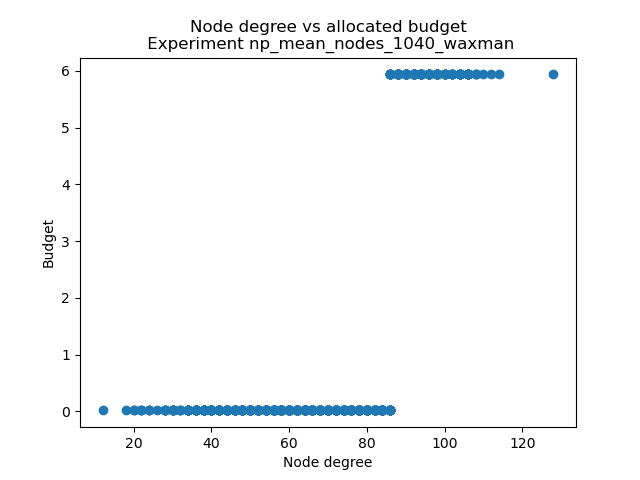 Node degree vs allocated budget
Experiment np_mean_nodes_1040_waxman
6
5
4
3
2
1
0
Budget
20 40 60 80 100 120
Node degree